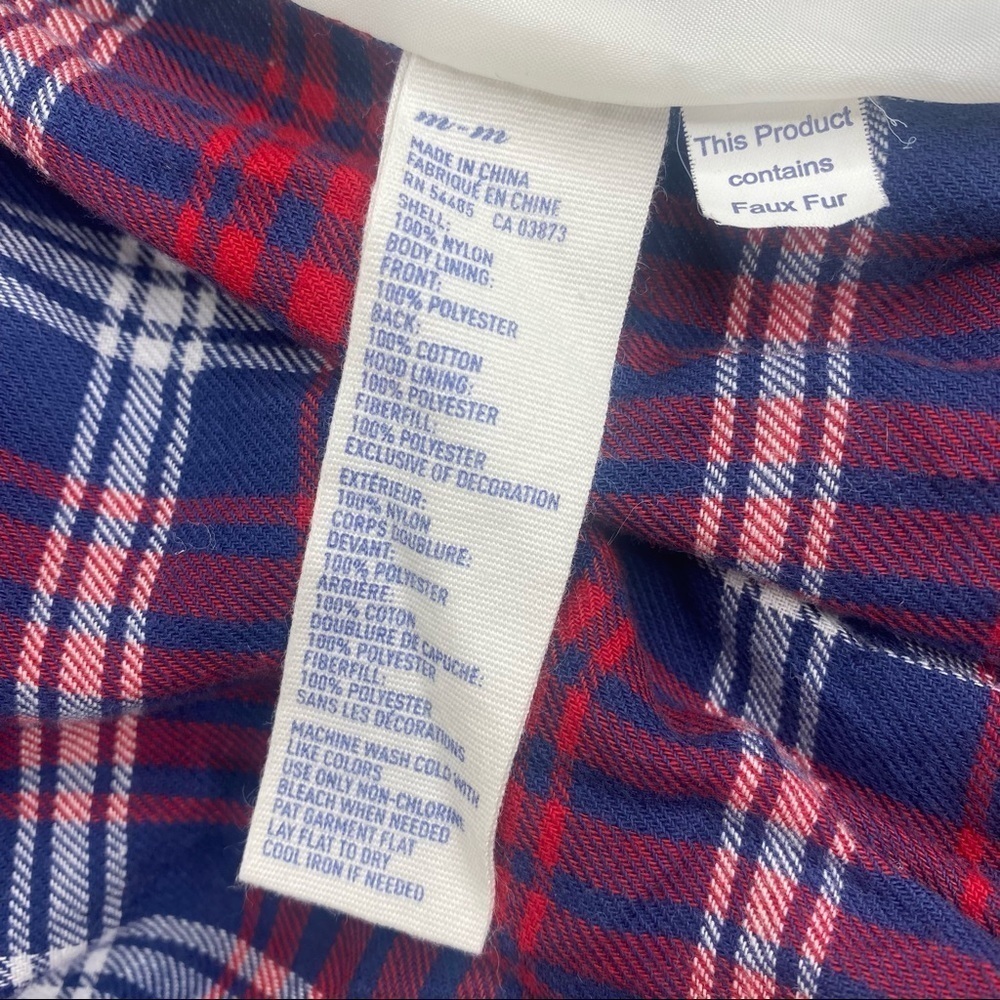 m-m
MADE IN CHINA
FABRIQUÉ EN CHINE
RN 54485 CA 03873
SHELL:
100% NYLON
BODY LINING:
FRONT:
100% POLYESTER
BACK:
100% COTTON
HOOD LINING:
100% POLYESTER
FIBERFILL:
100% POLYESTER
EXCLUSIVE OF DECORATION
EXTÉRIEUR:
100% NYLON
CORPS DOUBLURE:
DEVANT:
100% POLYESTER
ARRIÈRE:
100% COTON
DOUBLURE DE CAPUCHE:
100% POLYESTER
FIBERFILL:
100% POLYESTER
SANS LES DÉCORATIONS
MACHINE WASH COLD WITH
LIKE COLORS
USE ONLY NON-CHLORINE
BLEACH WHEN NEEDED
PAT GARMENT FLAT
LAY FLAT TO DRY
COOL IRON IF NEEDED
This Product
contains
Faux Fur